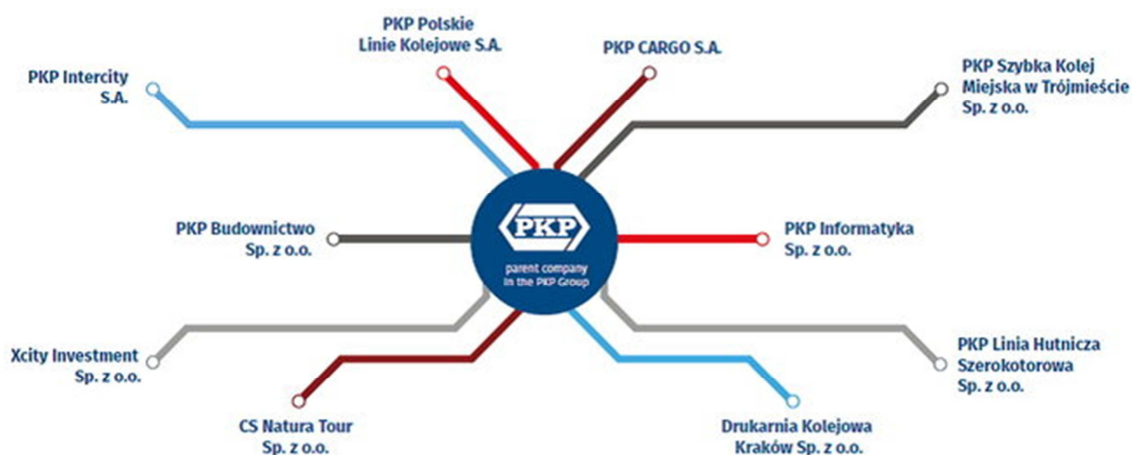 PKP Polskie
Linie Kolejowe S.A.
PKP CARGO S.A.
PKP Intercity
S.A.
PKP Szybka Kolej
Miejska w Trójmieście
Sp. z o.o.
PKP Budownictwo
Sp. z o.o.
PKP
parent company
in the PKP Group
PKP Informatyka
Sp. z o.o.
Xcity Investment
Sp. z o.o.
PKP Linia Hutnicza
Szerokotorowa
Sp. z o.o.
CS Natura Tour
Sp. z o.o.
Drukarnia Kolejowa
Kraków Sp. z o.o.